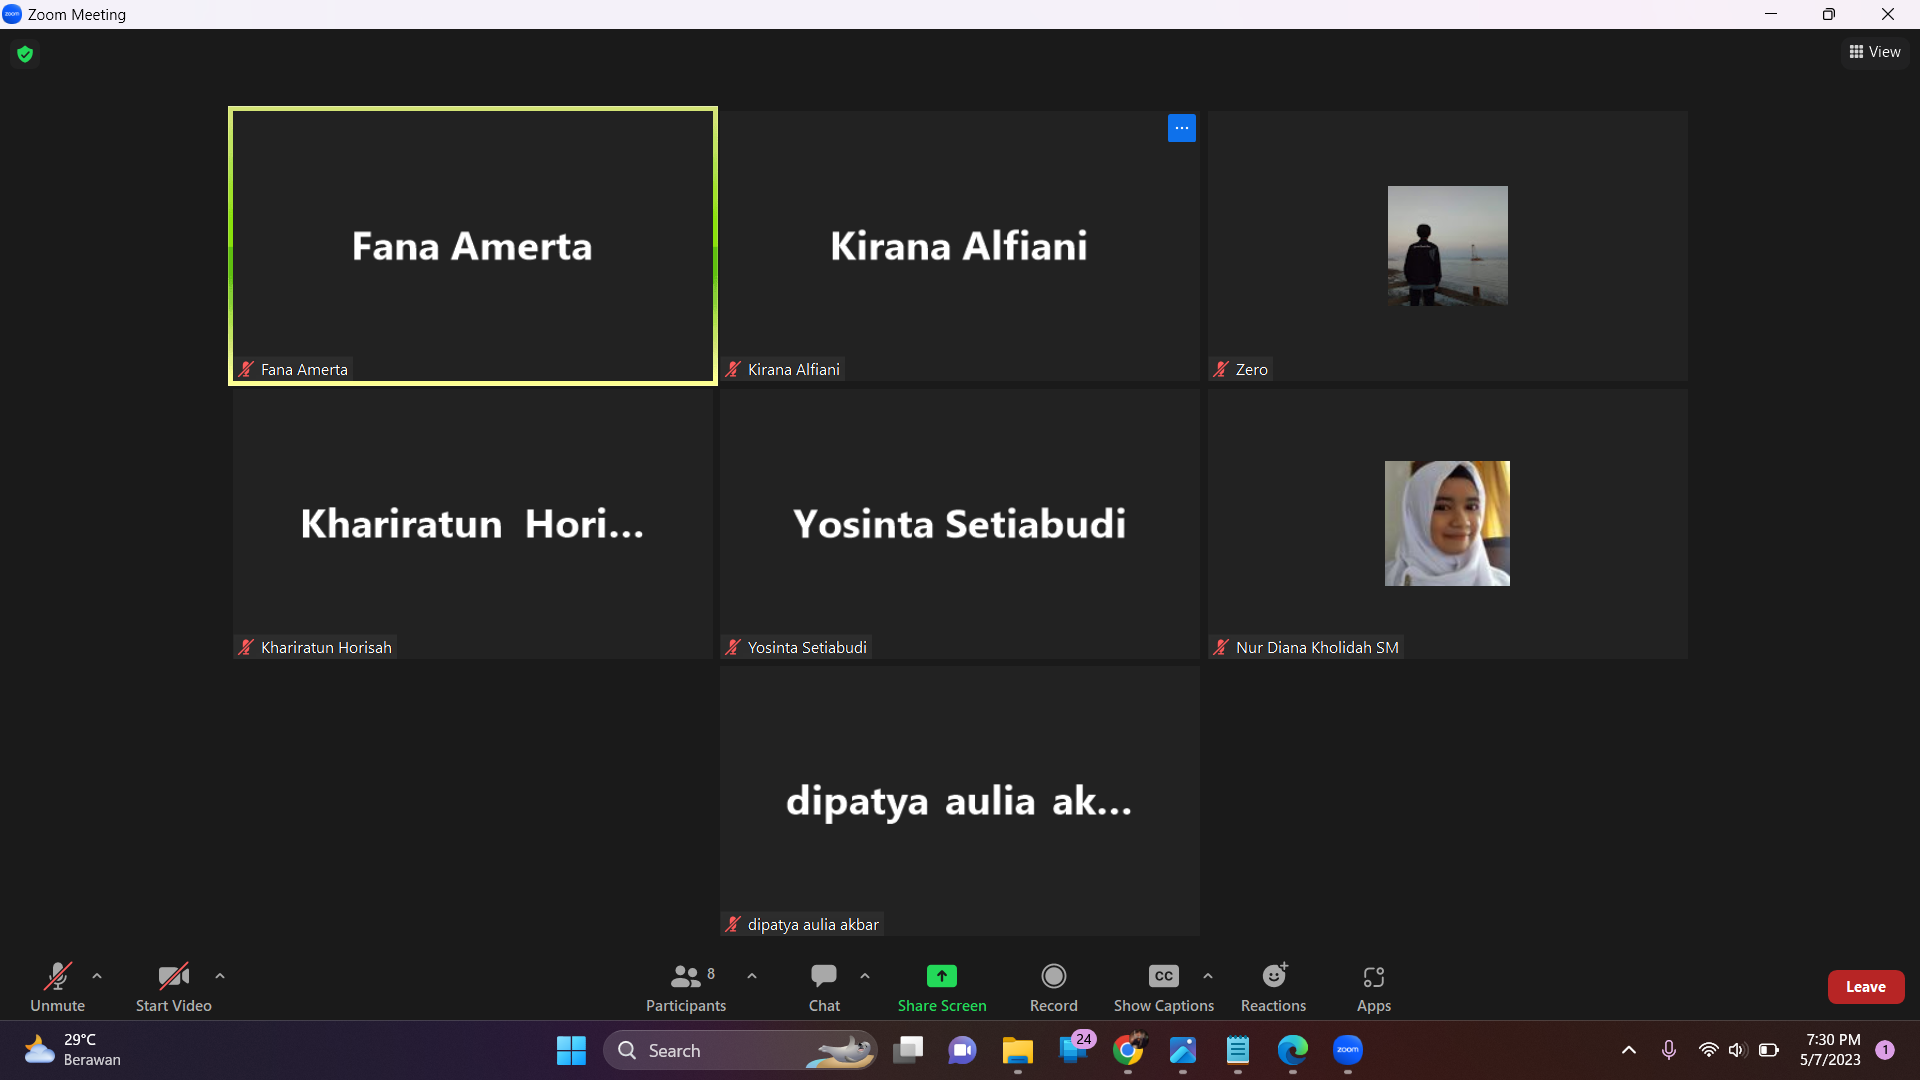 Zoom Meeting
View
Fana Amerta
Kirana Alfiani
Fana Amerta
Kirana Alfiani
Zero
Khariratun Hori...
Yosinta Setiabudi
Khariratun Horisah
Yosinta Setiabudi
Nur Diana Kholidah SM
dipatya aulia ak...
dipatya aulia akbar
Unmute
Start Video
8
Participants
Chat
Share Screen
Record
CC
Show Captions
Reactions
Apps
Leave
29°C
Berawan
Search
24
zoom
7:30 PM
5/7/2023
1